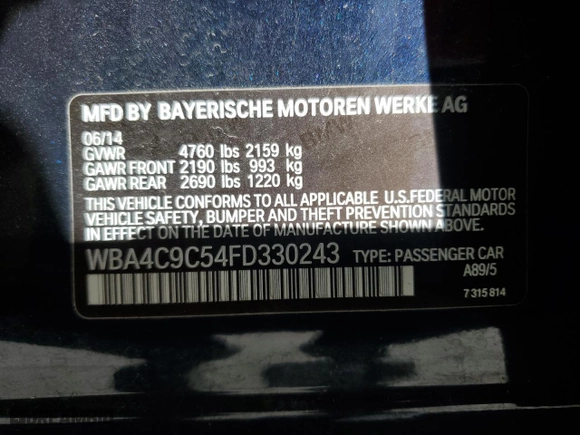 MFD BY BAYERISCHE MOTOREN WERKE AG
06/14
GVWR 4760 lbs 2159 kg
GAWR FRONT 2190 lbs 993 kg
GAWR REAR 2690 lbs 1220 kg
THIS VEHICLE CONFORMS TO ALL APPLICABLE U.S.FEDERAL MOTOR
VEHICLE SAFETY, BUMPER AND THEFT PREVENTION STANDARDS
IN EFFECT ON THE DATE OF MANUFACTURE SHOWN ABOVE.
WBA4C9C54FD330243 TYPE: PASSENGER CAR
A89/5
7 315 814